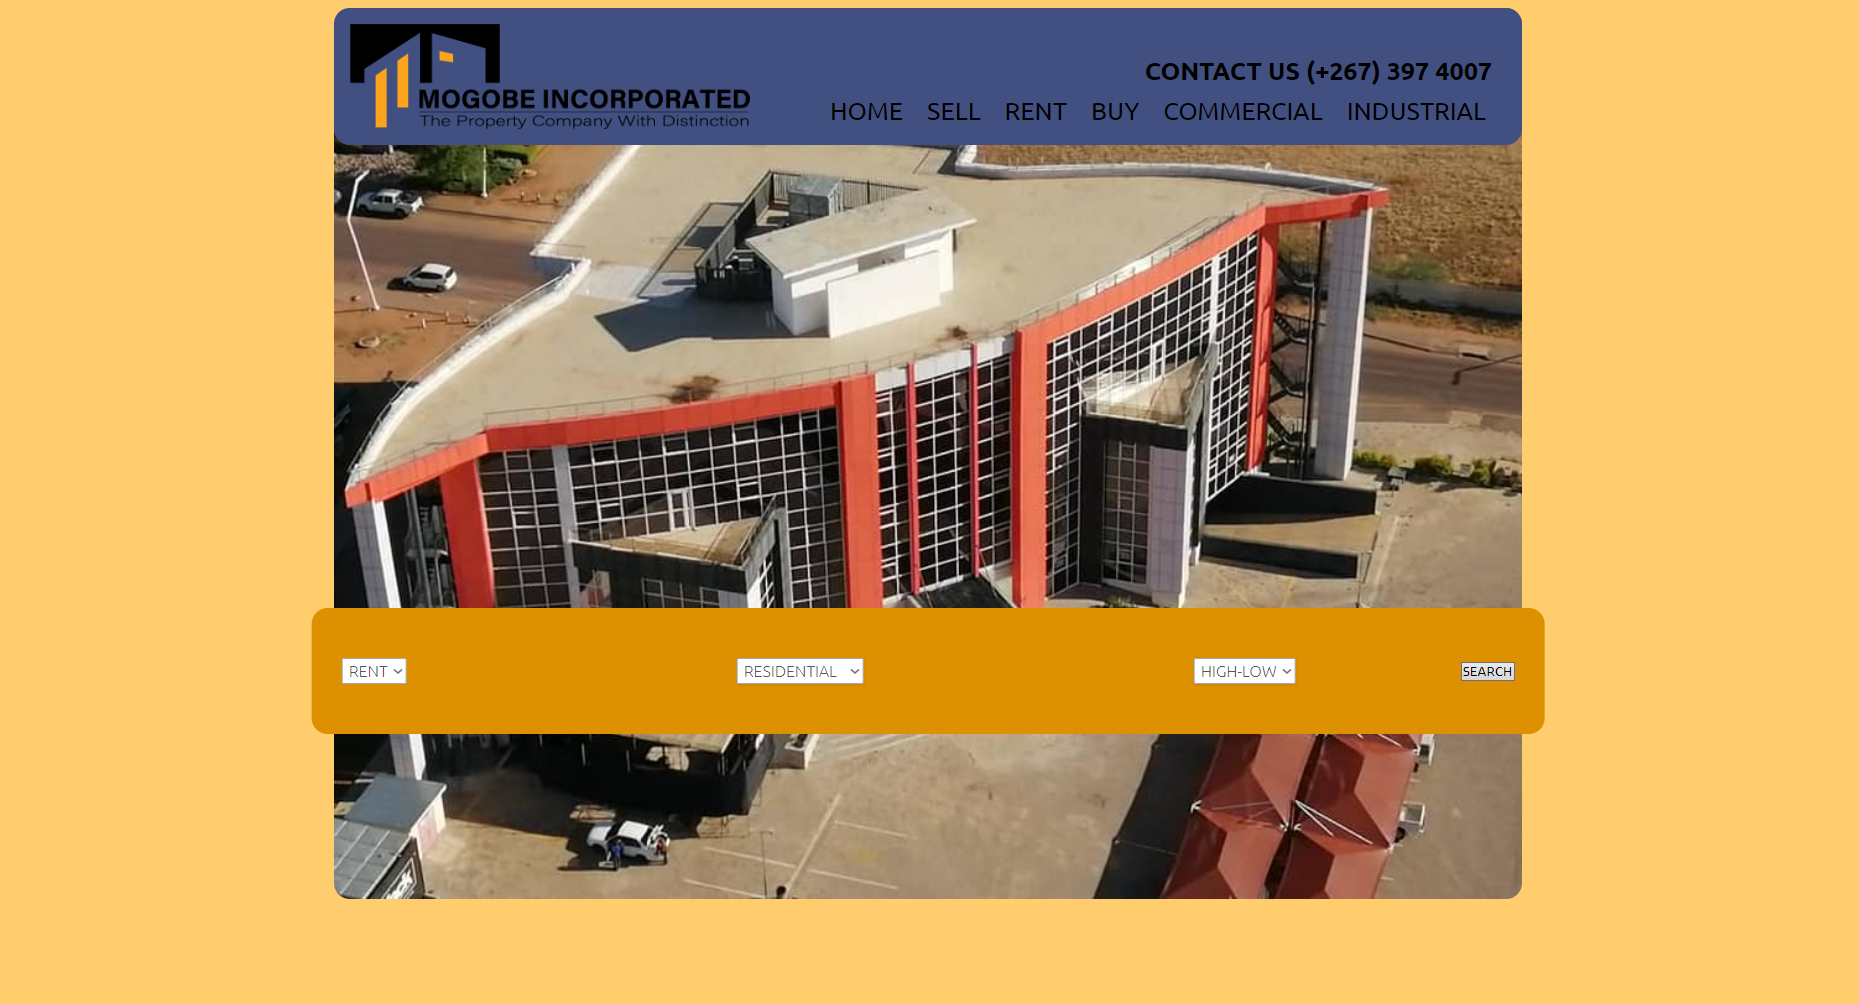 MOGOBE INCORPORATED
The Property Company With Distinction
CONTACT US (+267) 397 4007
HOME SELL RENT BUY COMMERCIAL INDUSTRIAL
RENT RESIDENTIAL HIGH-LOW SEARCH